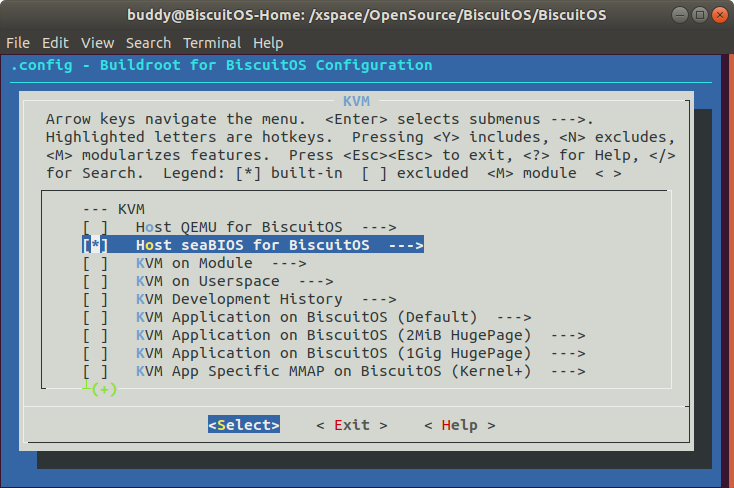 buddy@BiscuitOS-Home: /xspace/OpenSource/BiscuitOS/BiscuitOS
File Edit View Search Terminal Help
.config - Buildroot for BiscuitOS Configuration
KVM
Arrow keys navigate the menu.  <Enter> selects submenus --->.
Highlighted letters are hotkeys.  Pressing <Y> includes, <N> excludes,
<M> modularizes features.  Press <Esc><Esc> to exit, <?> for Help, </>
for Search.  Legend: [*] built-in  [ ] excluded  <M> module  < >
--- KVM
[ ]   Host QEMU for BiscuitOS  --->
[*]   Host seaBIOS for BiscuitOS  --->
[ ]   KVM on Module  --->
[ ]   KVM on Userspace  --->
[ ]   KVM Development History  --->
[ ]   KVM Application on BiscuitOS (Default)  --->
[ ]   KVM Application on BiscuitOS (2MiB HugePage)  --->
[ ]   KVM Application on BiscuitOS (1Gig HugePage)  --->
[ ]   KVM App Specific MMAP on BiscuitOS (Kernel+)  --->
(+)
<Select>    < Exit >    < Help >